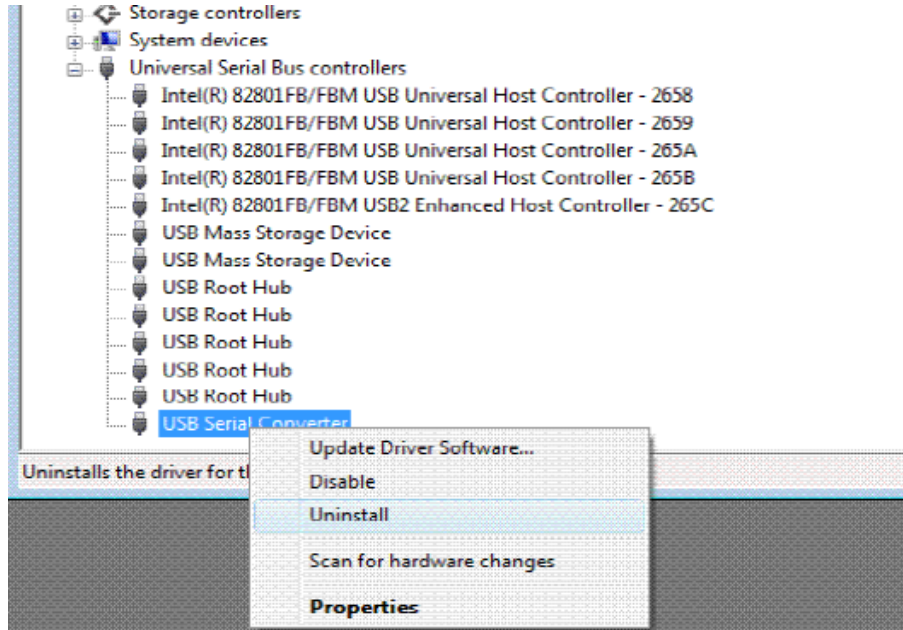 Storage controllers
System devices
Universal Serial Bus controllers
Intel(R) 82801FB/FBM USB Universal Host Controller - 2658
Intel(R) 82801FB/FBM USB Universal Host Controller - 2659
Intel(R) 82801FB/FBM USB Universal Host Controller - 265A
Intel(R) 82801FB/FBM USB Universal Host Controller - 265B
Intel(R) 82801FB/FBM USB2 Enhanced Host Controller - 265C
USB Mass Storage Device
USB Mass Storage Device
USB Root Hub
USB Root Hub
USB Root Hub
USB Root Hub
USB Root Hub
USB Serial Converter
Update Driver Software...
Uninstalls the driver for t
Disable
Uninstall
Scan for hardware changes
Properties